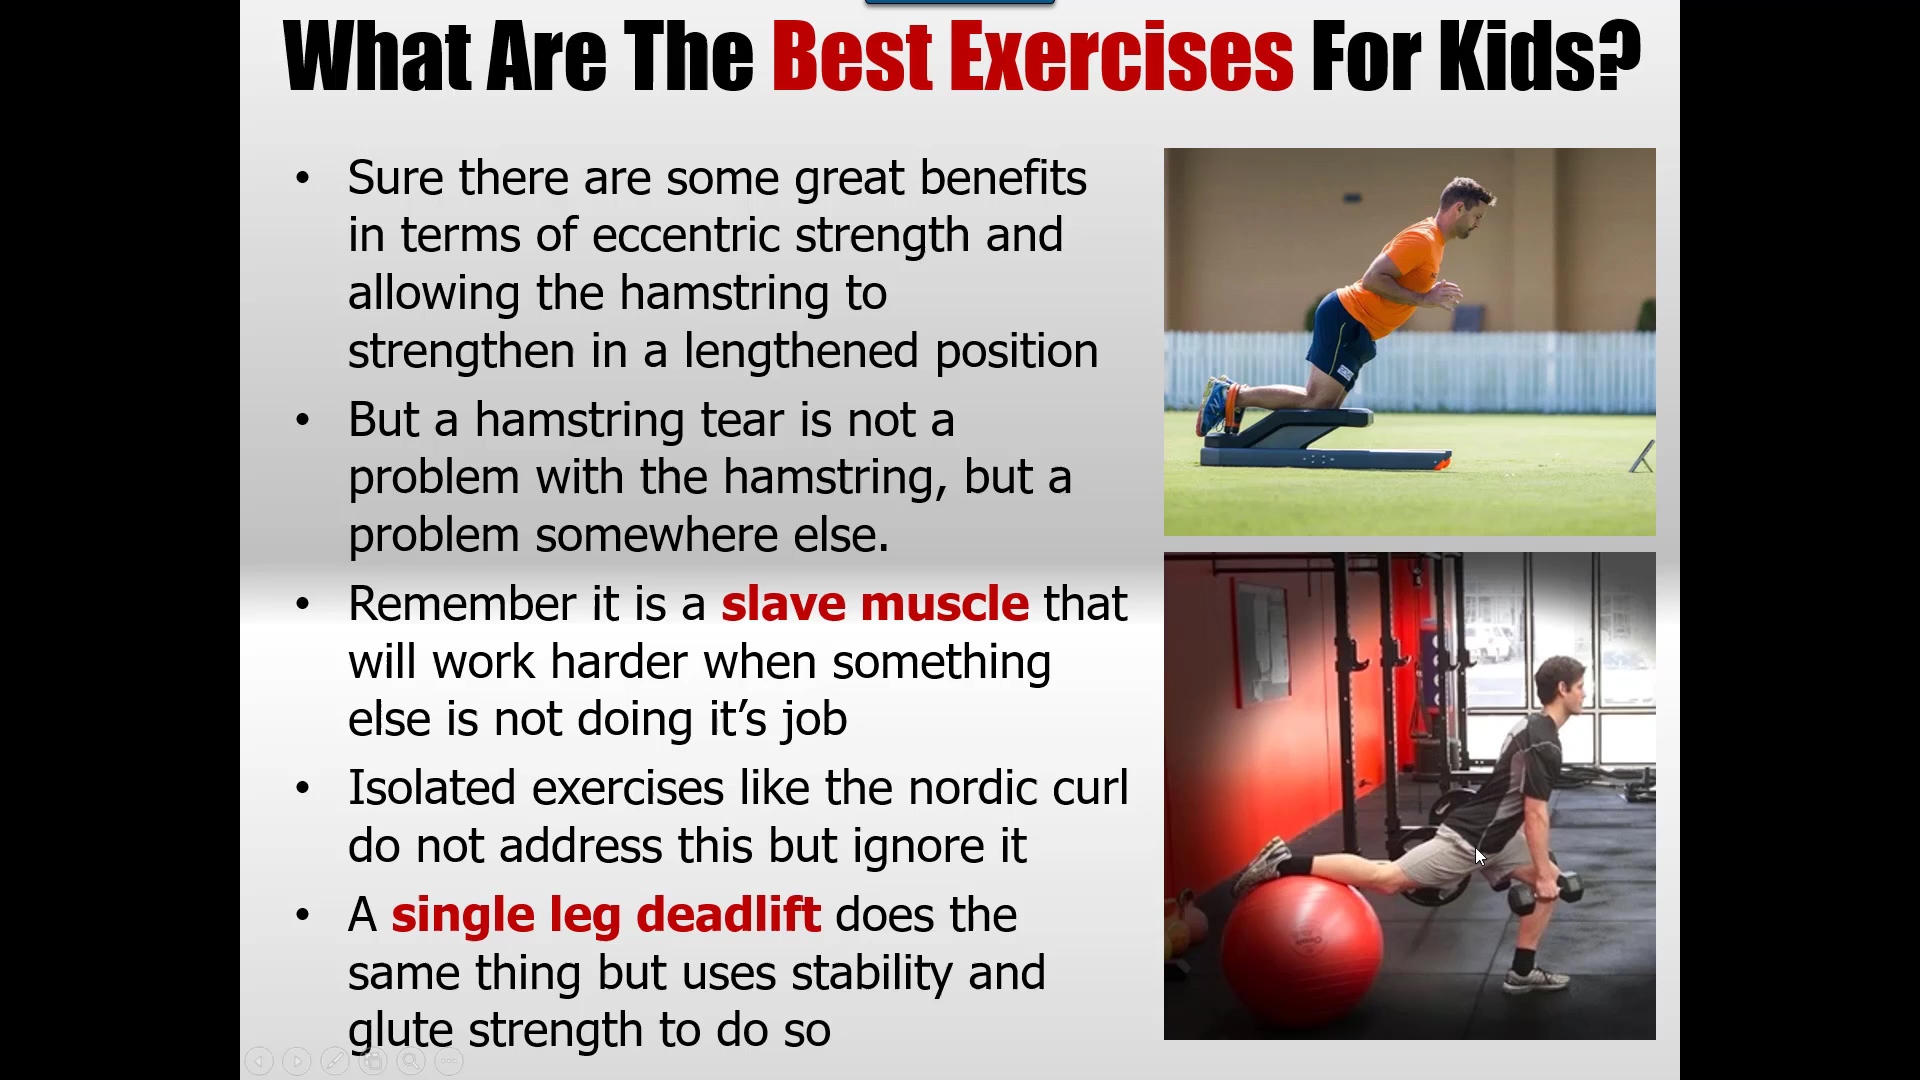 What Are The Best Exercises For Kids?
• Sure there are some great benefits
in terms of eccentric strength and
allowing the hamstring to
strengthen in a lengthened position
• But a hamstring tear is not a
problem with the hamstring, but a
problem somewhere else.
• Remember it is a slave muscle that
will work harder when something
else is not doing it’s job
• Isolated exercises like the nordic curl
do not address this but ignore it
• A single leg deadlift does the
same thing but uses stability and
glute strength to do so